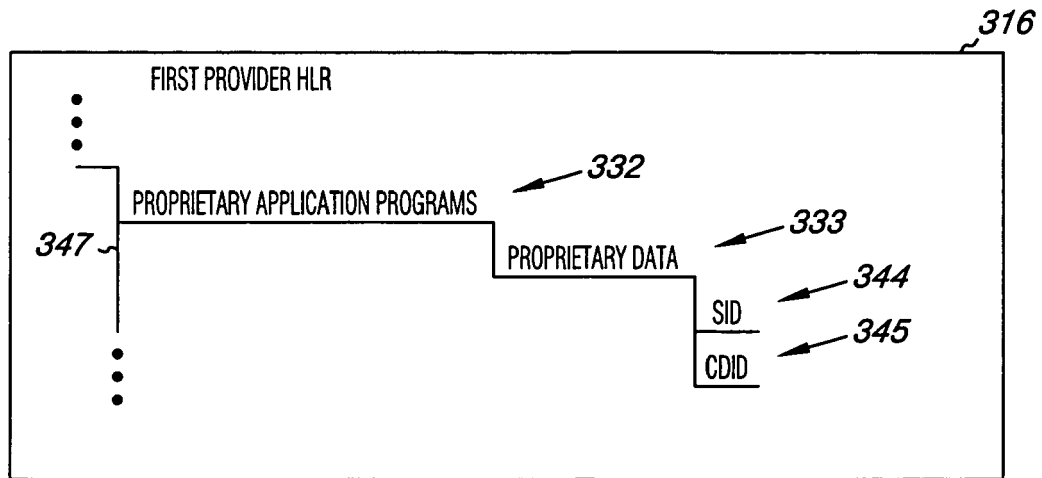 316
FIRST PROVIDER HLR
332
PROPRIETARY APPLICATION PROGRAMS
333
347
PROPRIETARY DATA
344
SID
345
CDID